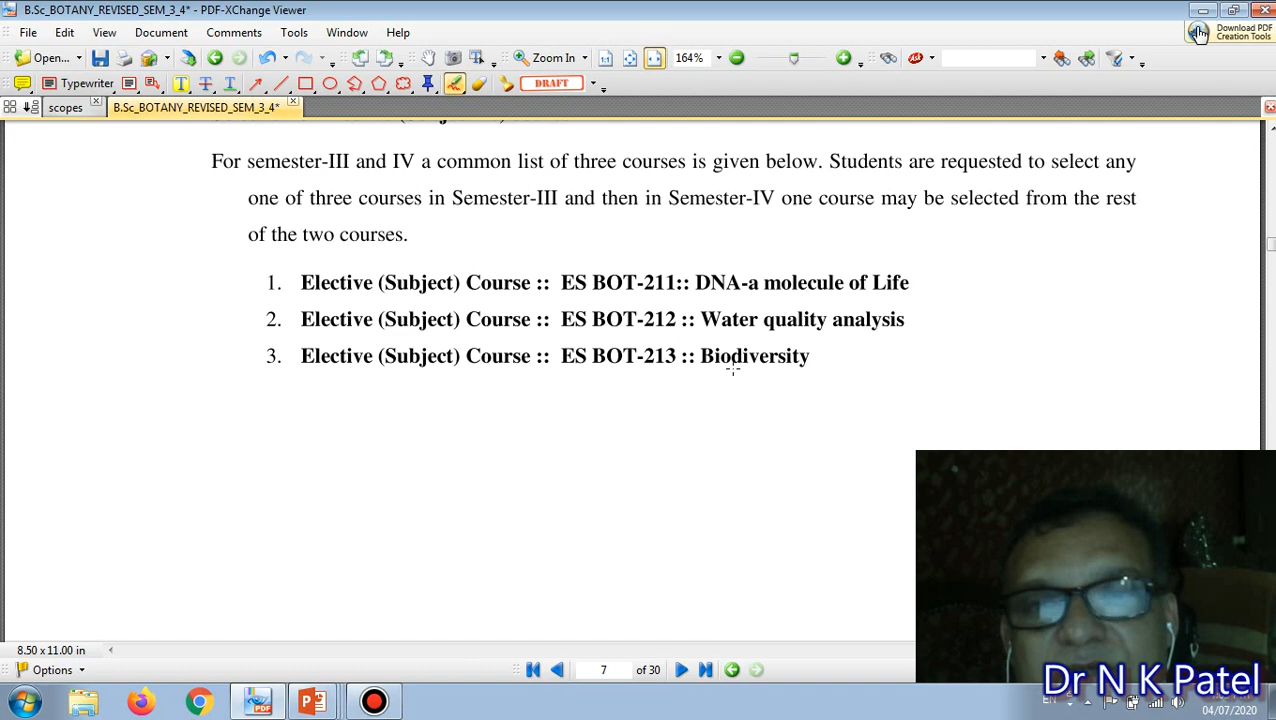 B.Sc_BOTANY_REVISED_SEM_3_4* - PDF-XChange Viewer
File Edit View Document Comments Tools Window Help
Download PDF
Creation Tools
Open... Zoom In 164%
Typewriter DRAFT
scopes B.Sc_BOTANY_REVISED_SEM_3_4*
For semester-III and IV a common list of three courses is given below. Students are requested to select any
one of three courses in Semester-III and then in Semester-IV one course may be selected from the rest
of the two courses.
1. Elective (Subject) Course :: ES BOT-211:: DNA-a molecule of Life
2. Elective (Subject) Course :: ES BOT-212 :: Water quality analysis
3. Elective (Subject) Course :: ES BOT-213 :: Biodiversity
8.50 x 11.00 in
Options 7 of 30
Dr N K Patel
EN
04/07/2020